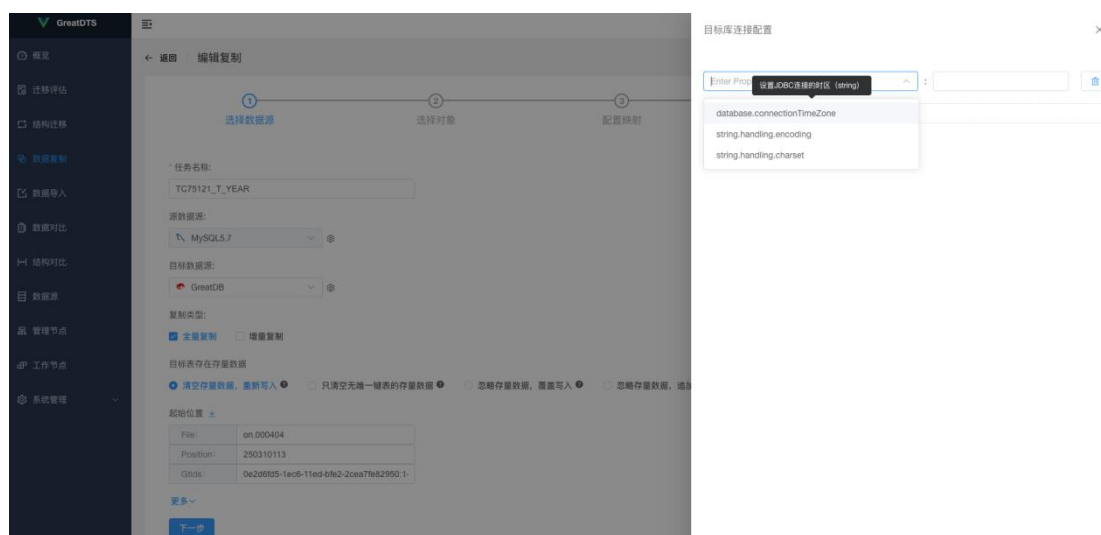 GreatDTS
概览
迁移评估
结构迁移
数据复制
数据导入
数据对比
结构对比
数据源
管理节点
工作节点
系统管理
← 返回 编辑复制
1 2 3
选择数据源 选择对象 配置映射
* 任务名称:
TC75121_T_YEAR
源数据源:
MySQL5.7
目标数据源:
GreatDB
复制类型:
全量复制 增量复制
目标表存在存量数据
清空存量数据，重新写入 只清空无唯一键表的存量数据 忽略存量数据，覆盖写入 忽略存量数据，追加
起始位置
File: on.000404
Position: 250310113
Gtids: 0e2d6fd5-1ec6-11ed-bfe2-2cea7fe82950:1-
更多
下一步
目标库连接配置
Enter Prop :
设置JDBC连接的时区（string）
database.connectionTimeZone
string.handling.encoding
string.handling.charset